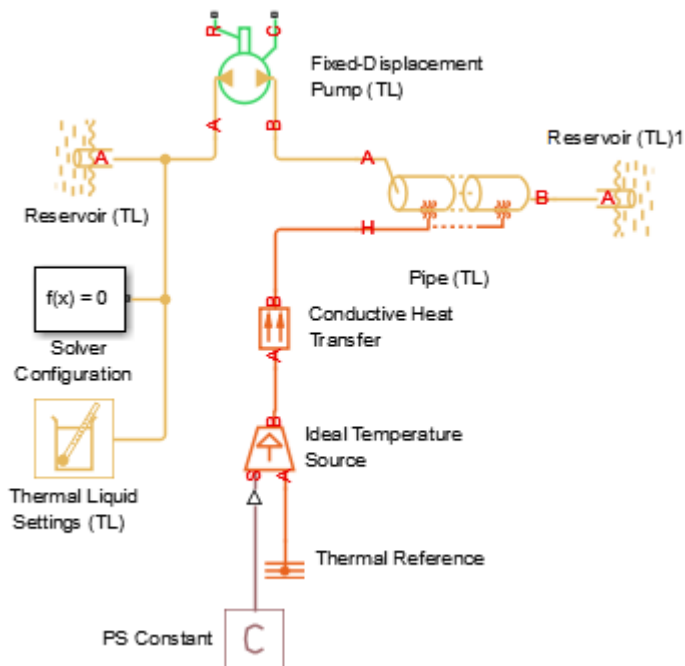 R
C
Fixed-Displacement
Pump (TL)
A
B
Reservoir (TL)1
A
A
B
A
Reservoir (TL)
H
Pipe (TL)
f(x) = 0
B
Conductive Heat
Transfer
Solver
Configuration
A
B
Ideal Temperature
Source
S
A
Thermal Liquid
Settings (TL)
Thermal Reference
PS Constant
C